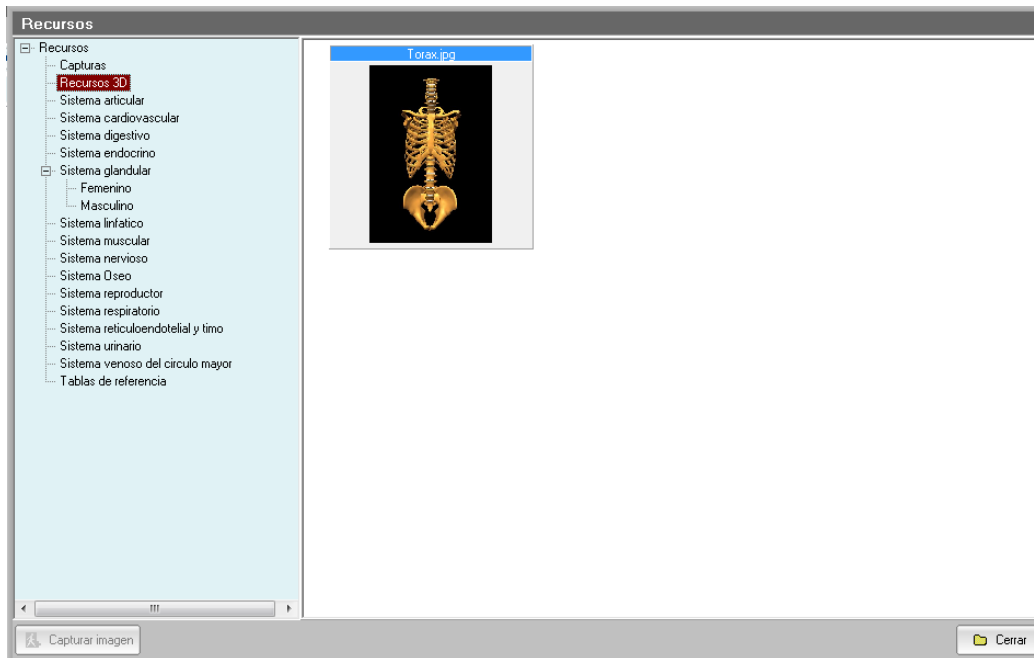 Recursos
Recursos
Capturas
Recursos 3D
Sistema articular
Sistema cardiovascular
Sistema digestivo
Sistema endocrino
Sistema glandular
Femenino
Masculino
Sistema linfatico
Sistema muscular
Sistema nervioso
Sistema Oseo
Sistema reproductor
Sistema respiratorio
Sistema reticuloendotelial y timo
Sistema urinario
Sistema venoso del circulo mayor
Tablas de referencia
Torax.jpg
Capturar imagen
Cerrar